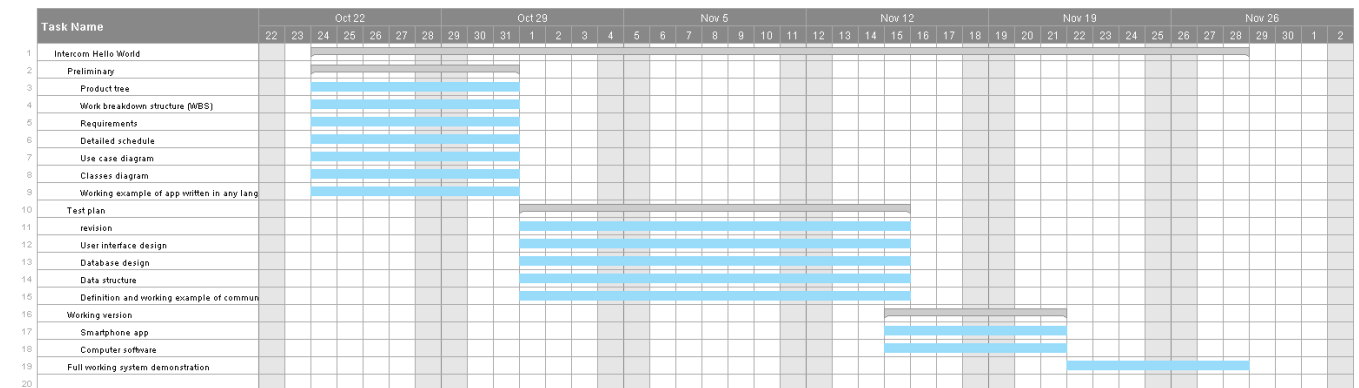 Task Name
Oct 22 Oct 29 Nov 5 Nov 12 Nov 19 Nov 26
22 23 24 25 26 27 28 29 30 31 1 2 3 4 5 6 7 8 9 10 11 12 13 14 15 16 17 18 19 20 21 22 23 24 25 26 27 28 29 30 1 2
1 Intercom Hello World
2 Preliminary
3 Product tree
4 Work breakdown structure (WBS)
5 Requirements
6 Detailed schedule
7 Use case diagram
8 Classes diagram
9 Working example of app written in any lang
10 Test plan
11 revision
12 User interface design
13 Database design
14 Data structure
15 Definition and working example of commun
16 Working version
17 Smartphone app
18 Computer software
19 Full working system demonstration
20